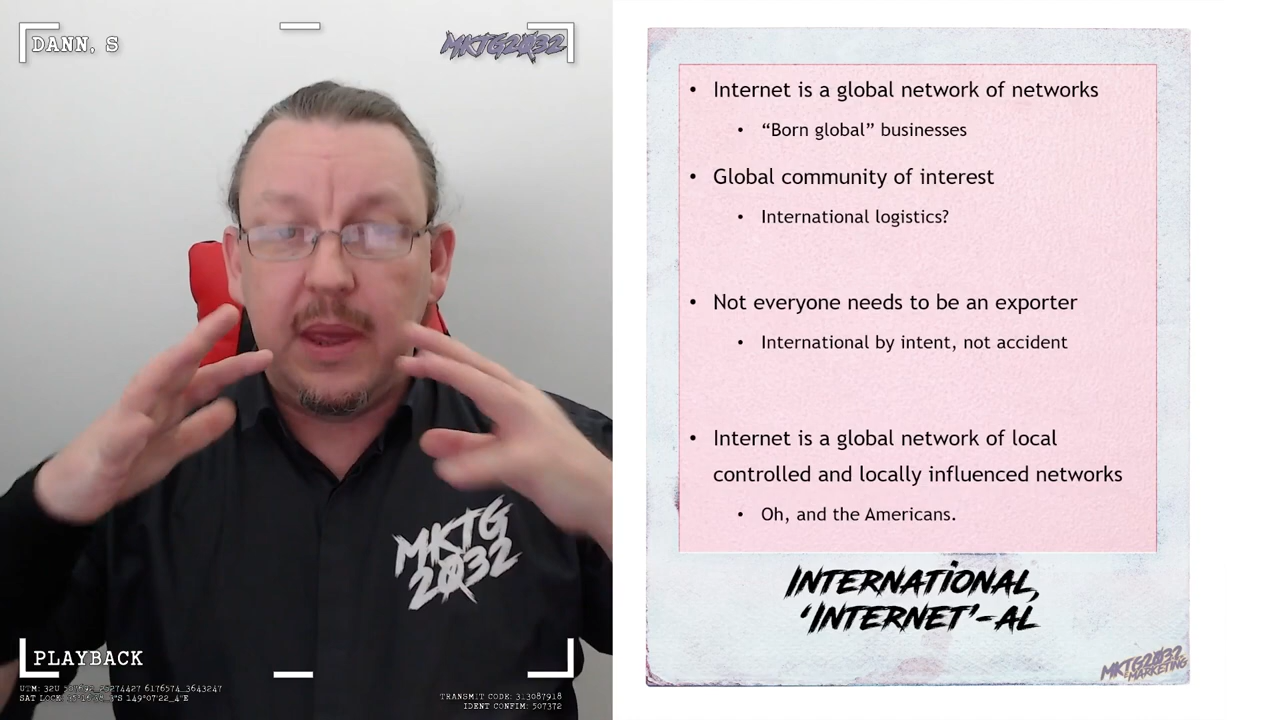 DANN, S
MKTG2032
MKTG
2032
PLAYBACK
TRANSMIT CODE: 313087918
IDENT CONFIM: 507372
• Internet is a global network of networks
• “Born global” businesses
• Global community of interest
• International logistics?
• Not everyone needs to be an exporter
• International by intent, not accident
• Internet is a global network of local
controlled and locally influenced networks
• Oh, and the Americans.
INTERNATIONAL,
‘INTERNET’-AL
MKTG2032
MARKETING